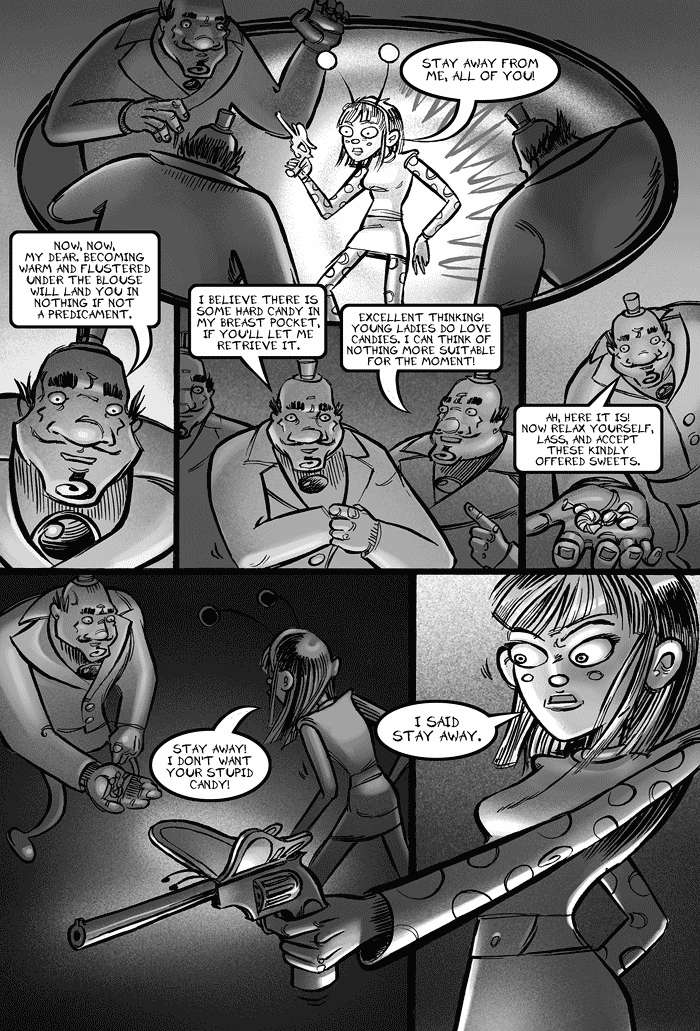 STAY AWAY FROM
ME, ALL OF YOU!
NOW, NOW,
MY DEAR. BECOMING
WARM AND FLUSTERED
UNDER THE BLOUSE
WILL LAND YOU IN
NOTHING IF NOT
A PREDICAMENT.
I BELIEVE THERE IS
SOME HARD CANDY IN
MY BREAST POCKET,
IF YOU'LL LET ME
RETRIEVE IT.
EXCELLENT THINKING!
YOUNG LADIES DO LOVE
CANDIES. I CAN THINK OF
NOTHING MORE SUITABLE
FOR THE MOMENT!
AH, HERE IT IS!
NOW RELAX YOURSELF,
LASS, AND ACCEPT
THESE KINDLY
OFFERED SWEETS.
STAY AWAY!
I DON'T WANT
YOUR STUPID
CANDY!
I SAID
STAY AWAY.